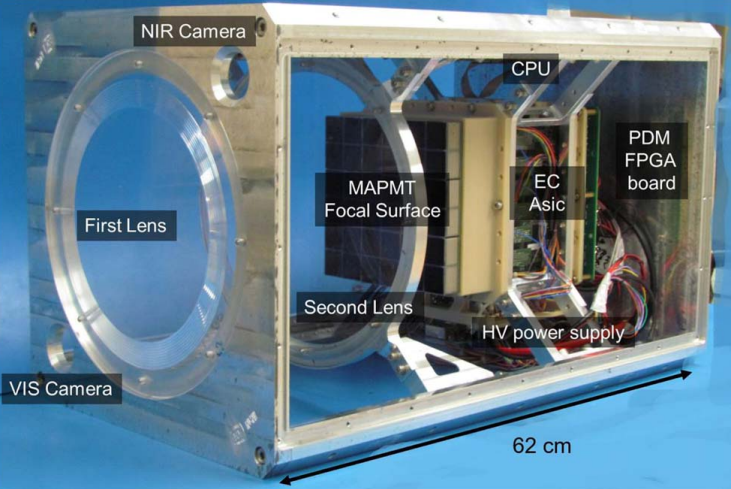 NIR Camera
CPU
PDM
FPGA
board
MAPMT
Focal Surface
EC
Asic
First Lens
Second Lens
HV power supply
VIS Camera
62 cm